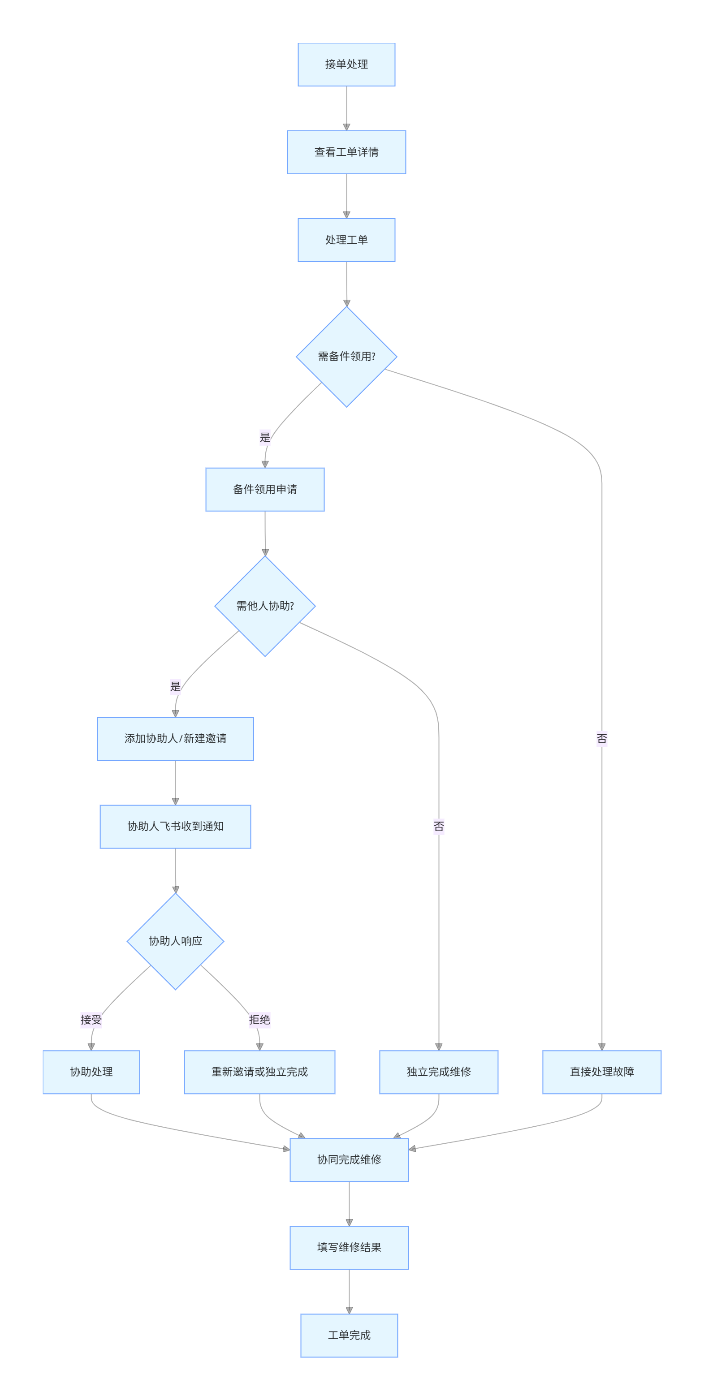 接单处理
查看工单详情
处理工单
需备件领用?
是
备件领用申请
需他人协助?
是
添加协助人/新建邀请
否
协助人飞书收到通知
否
协助人响应
接受
拒绝
协助处理
重新邀请或独立完成
独立完成维修
直接处理故障
协同完成维修
填写维修结果
工单完成